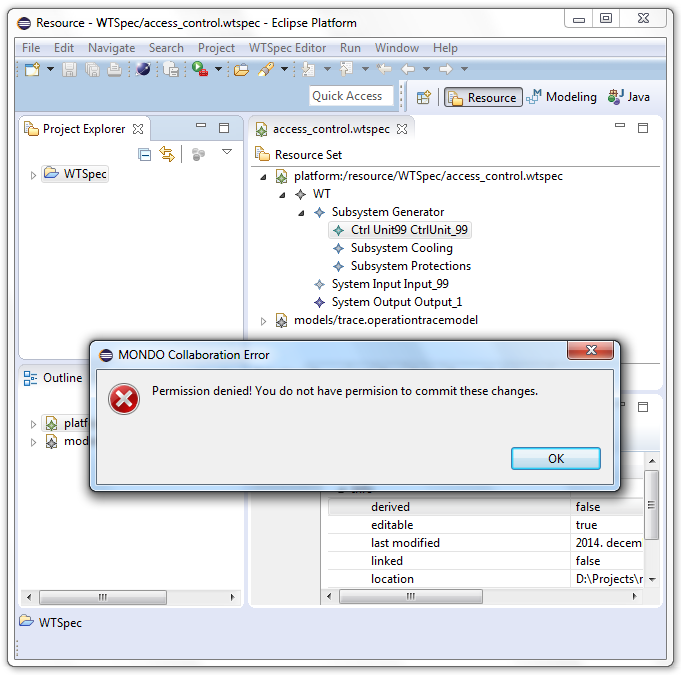 Resource - WTSpec/access_control.wtspec - Eclipse Platform
File Edit Navigate Search Project WTSpec Editor Run Window Help
Quick Access
Resource Modeling Java
Project Explorer
WTSpec
access_control.wtspec
Resource Set
platform:/resource/WTSpec/access_control.wtspec
WT
Subsystem Generator
Ctrl Unit99 CtrlUnit_99
Subsystem Cooling
Subsystem Protections
System Input Input_99
System Output Output_1
models/trace.operationtracemodel
MONDO Collaboration Error
Permission denied! You do not have permision to commit these changes.
OK
Outline
platf
mod
derived false
editable true
last modified 2014. decem
linked false
location D:\Projects\r
WTSpec